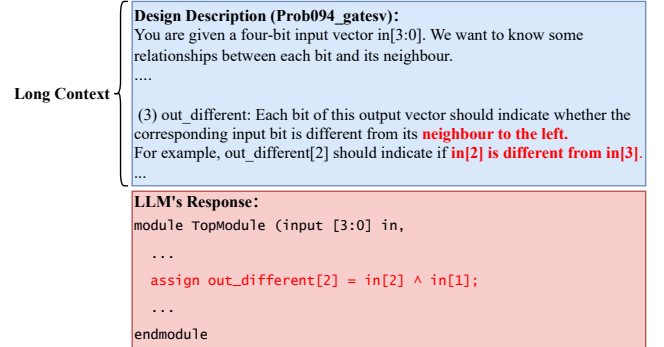 Design Description (Prob094_gatesv):
You are given a four-bit input vector in[3:0]. We want to know some
relationships between each bit and its neighbour.
....
Long Context
(3) out_different: Each bit of this output vector should indicate whether the
corresponding input bit is different from its neighbour to the left.
For example, out_different[2] should indicate if in[2] is different from in[3].
...
LLM's Response:
module TopModule (input [3:0] in,
...
assign out_different[2] = in[2] ^ in[1];
...
endmodule